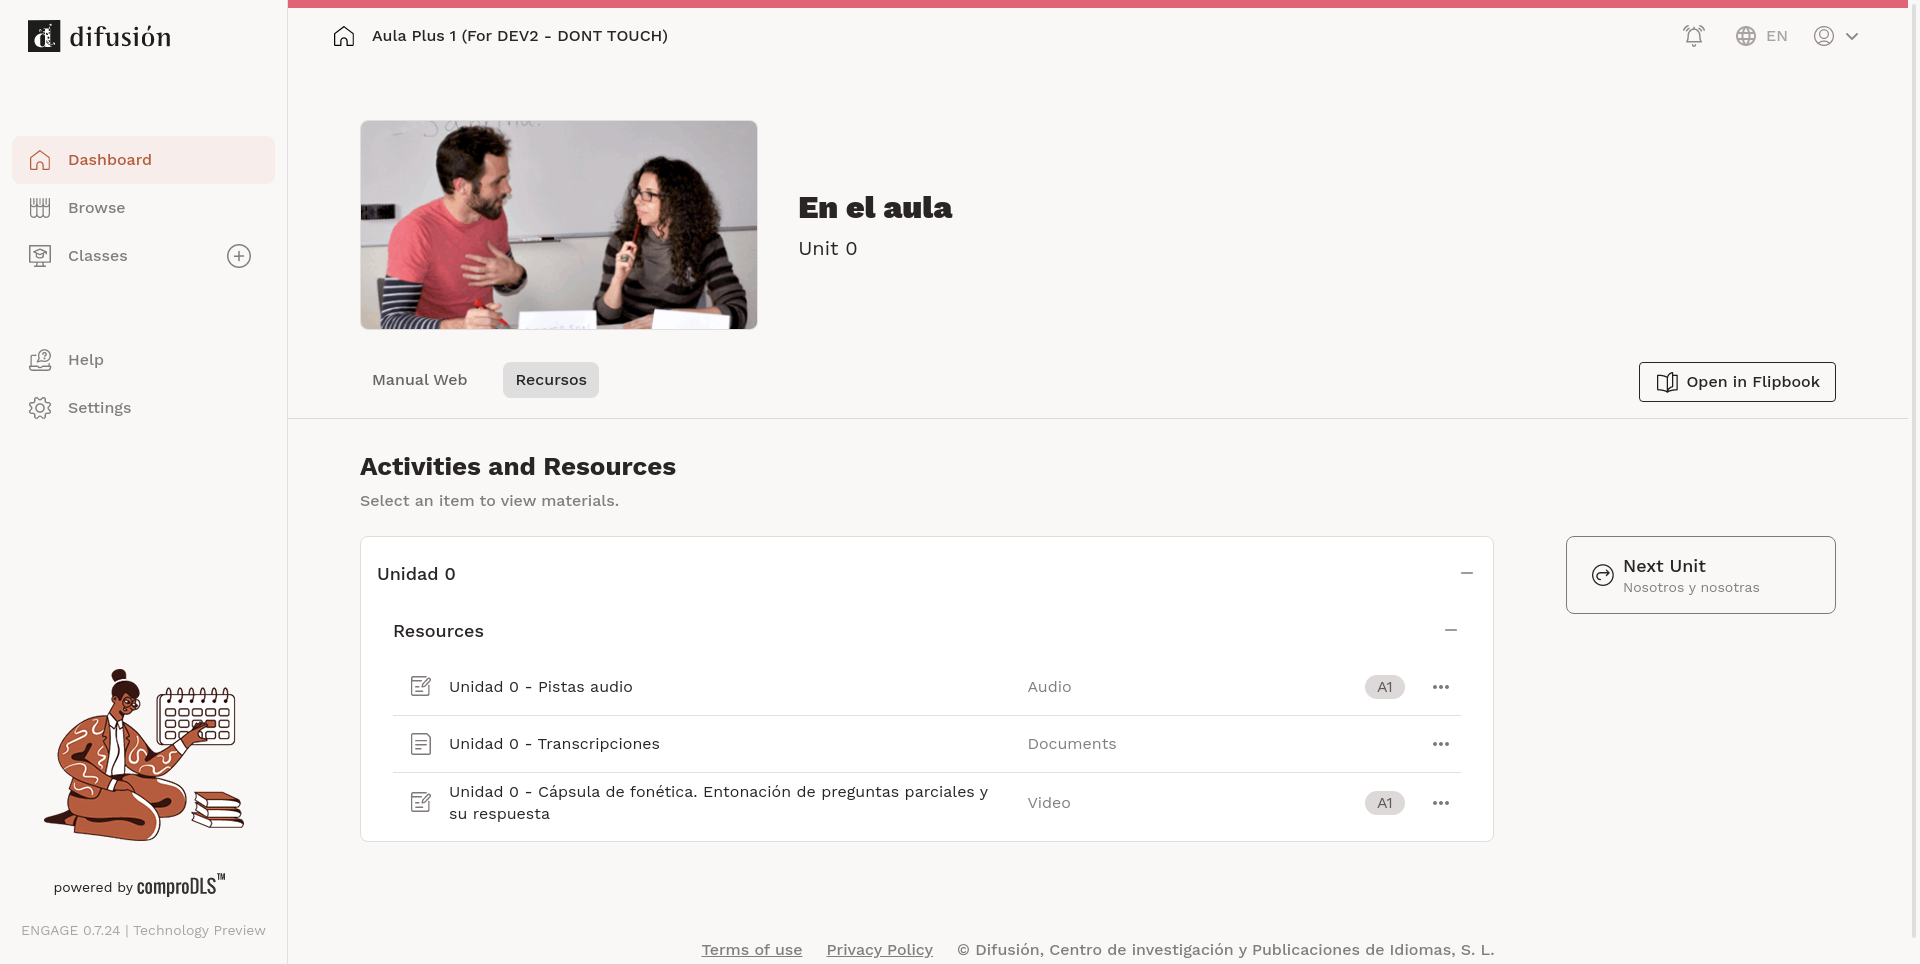 difusión
Aula Plus 1 (For DEV2 - DONT TOUCH)
EN
Dashboard
Browse
Classes
Help
Settings
En el aula
Unit 0
Manual Web
Recursos
Open in Flipbook
Activities and Resources
Select an item to view materials.
Unidad 0
Resources
Unidad 0 - Pistas audio
Audio
A1
Unidad 0 - Transcripciones
Documents
Unidad 0 - Cápsula de fonética. Entonación de preguntas parciales y
su respuesta
Video
A1
Next Unit
Nosotros y nosotras
powered by comproDLS™
ENGAGE 0.7.24 | Technology Preview
Terms of use
Privacy Policy
© Difusión, Centro de investigación y Publicaciones de Idiomas, S. L.